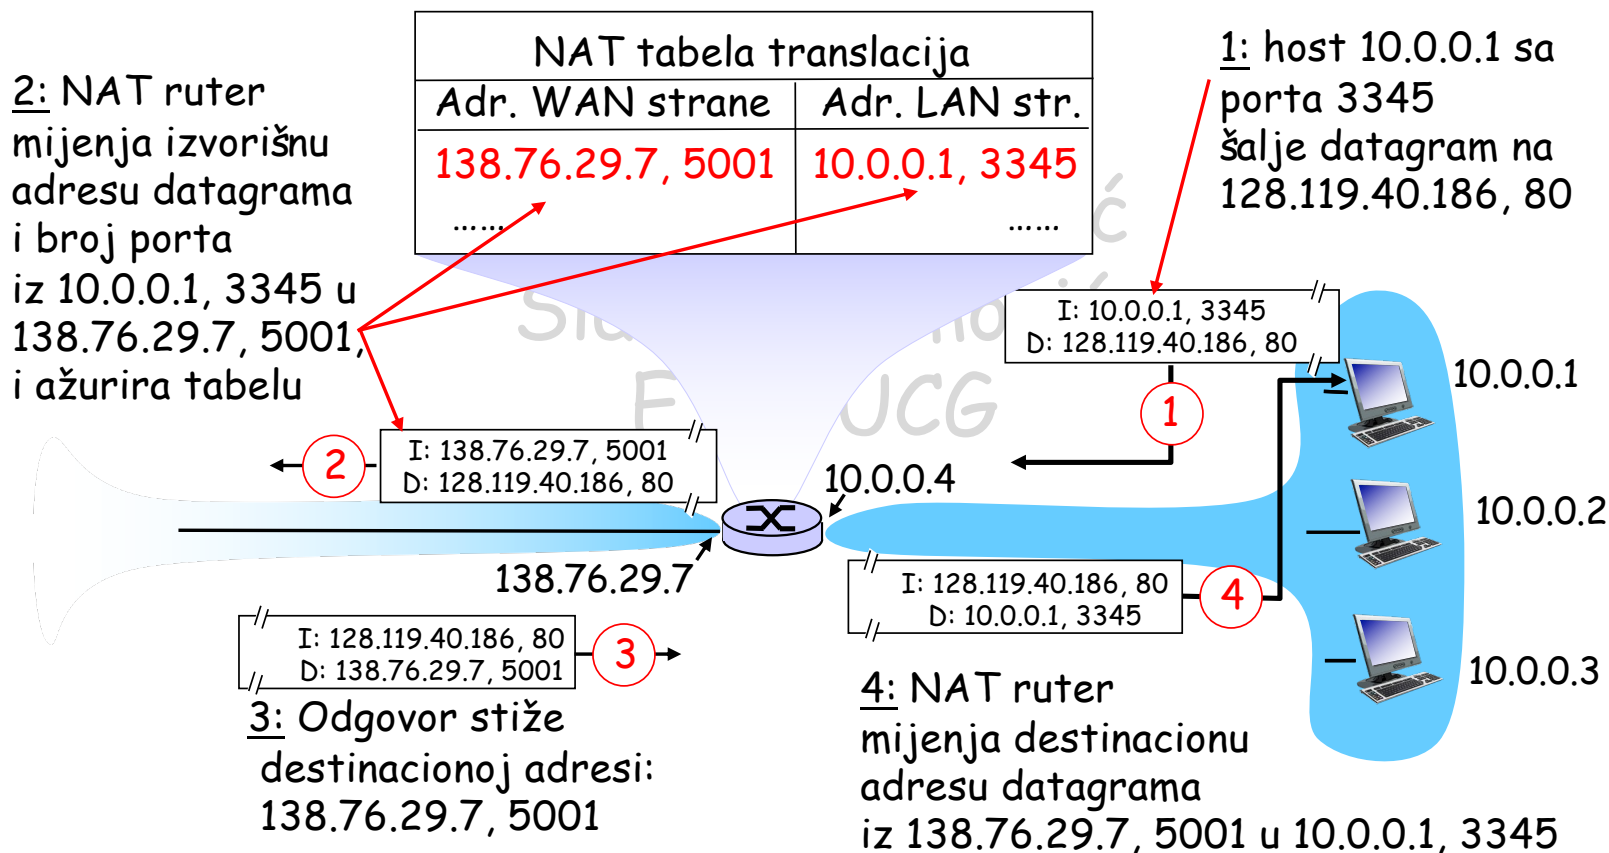 NAT tabela translacija
Adr. WAN strane
Adr. LAN str.
138.76.29.7, 5001
10.0.0.1, 3345
......
......
1: host 10.0.0.1 sa
porta 3345
šalje datagram na
128.119.40.186, 80
2: NAT ruter
mijenja izvorišnu
adresu datagrama
i broj porta
iz 10.0.0.1, 3345 u
138.76.29.7, 5001,
i ažurira tabelu
I: 10.0.0.1, 3345
D: 128.119.40.186, 80
1
10.0.0.1
I: 138.76.29.7, 5001
D: 128.119.40.186, 80
2
10.0.0.4
10.0.0.2
138.76.29.7
I: 128.119.40.186, 80
D: 10.0.0.1, 3345
4
I: 128.119.40.186, 80
D: 138.76.29.7, 5001
3
10.0.0.3
3: Odgovor stiže
destinacionoj adresi:
138.76.29.7, 5001
4: NAT ruter
mijenja destinacionu
adresu datagrama
iz 138.76.29.7, 5001 u 10.0.0.1, 3345
UCG